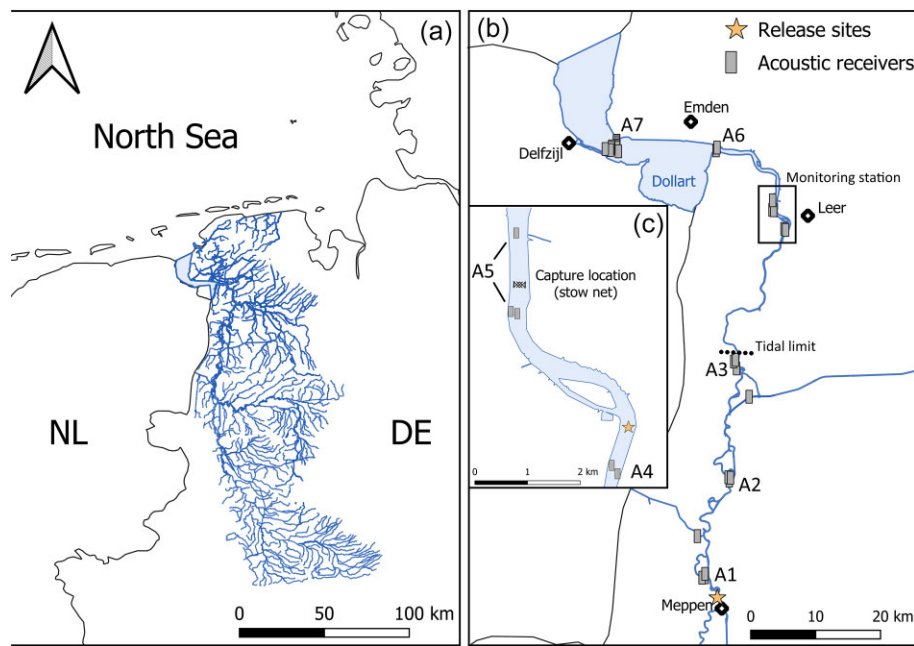 (a)
North Sea
NL
DE
0 50 100 km
(b)
Release sites
Acoustic receivers
Emden
A7
A6
Delfzijl
Monitoring station
Dollart
Leer
(c)
A5
Capture location
(stow net)
Tidal limit
A3
A4
0 1 2 km
A2
A1
Meppen
0 10 20 km